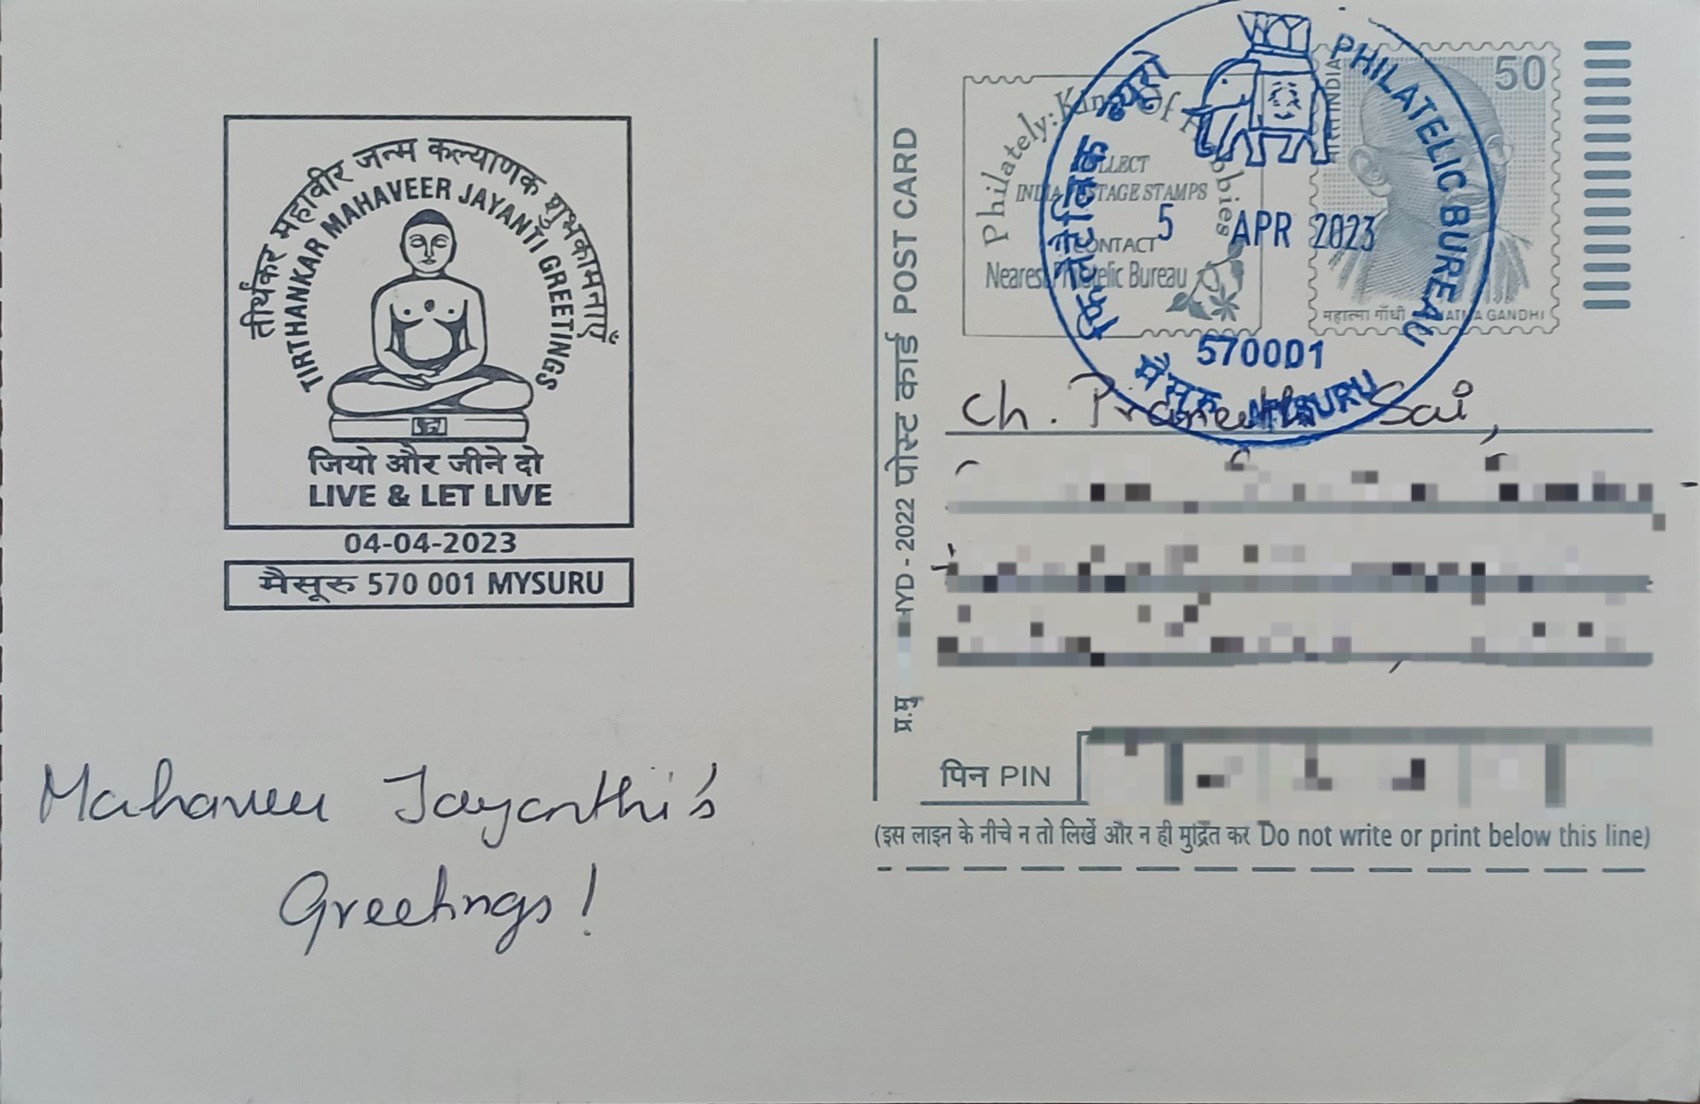 तीर्थंकर महावीर जन्म कल्याणक शुभकामनाएँ
TIRTHANKAR MAHAVEER JAYANTI GREETINGS
जियो और जीने दो
LIVE & LET LIVE
04-04-2023
मैसूरु 570 001 MYSURU
Mahaveer Jayanthi's
Greetings!
पोस्ट कार्ड POST CARD
प्र.मु HYD - 2022
Philately: King Of Hobbies
INDIA POSTAGE STAMPS
CONTACT
Nearest Philatelic Bureau
50
महात्मा गाँधी MAHATMA GANDHI
PHILATELIC BUREAU
5 APR 2023
570001
मैसूरु MYSURU
Ch. Praneeth Sai,
पिन PIN
(इस लाइन के नीचे न तो लिखें और न ही मुद्रित कर Do not write or print below this line)